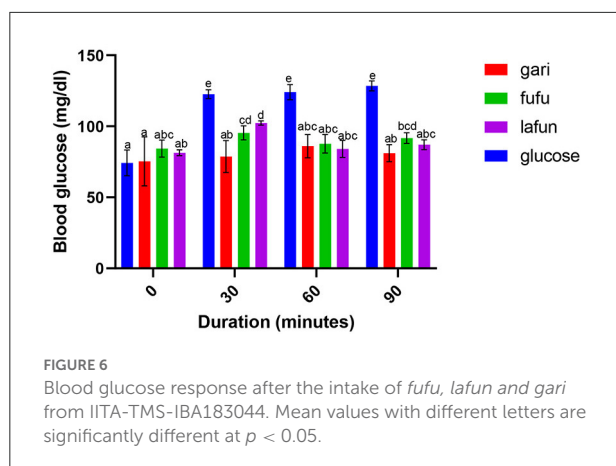 150
100
50
0
Blood glucose (mg/dl)
a a abc ab
e ab cd d
e abc abc abc
e ab bcd abc
0 30 60 90
Duration (minutes)
gari
fufu
lafun
glucose
FIGURE 6
Blood glucose response after the intake of fufu, lafun and gari
from IITA-TMS-IBA183044. Mean values with different letters are
significantly different at p < 0.05.